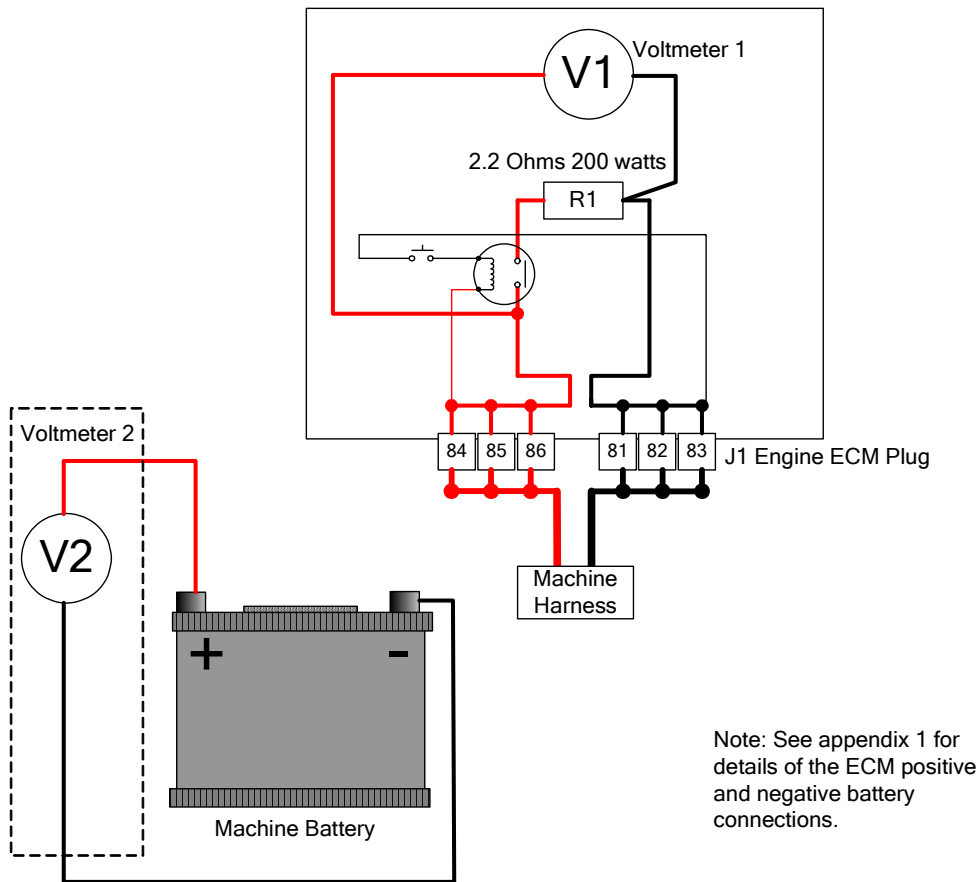 V1
Voltmeter 1
2.2 Ohms 200 watts
R1
84
85
86
81
82
83
J1 Engine ECM Plug
Voltmeter 2
V2
Machine
Harness
+
-
Machine Battery
Note: See appendix 1 for
details of the ECM positive
and negative battery
connections.